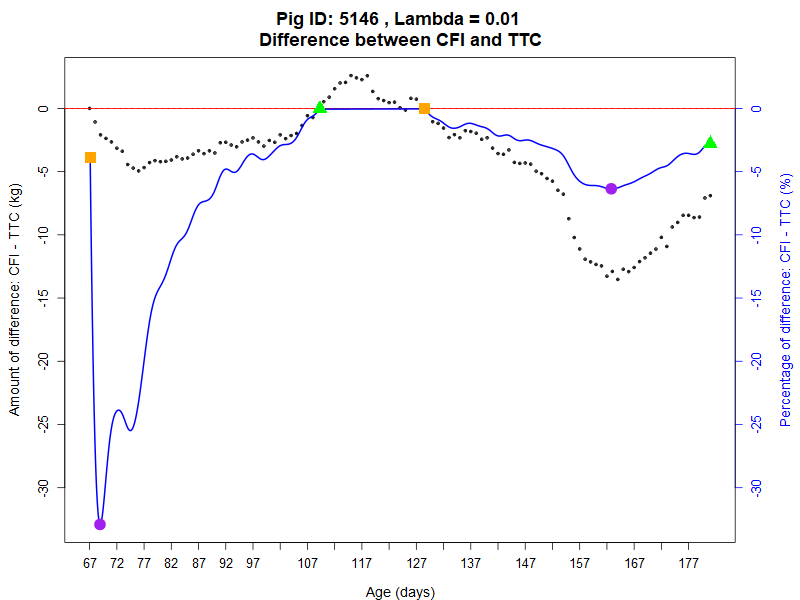 Pig ID: 5146 , Lambda = 0.01
Difference between CFI and TTC
Amount of difference: CFI - TTC (kg)
0
-5
-10
-15
-20
-25
-30
0
-5
-10
-15
-20
-25
-30
Percentage of difference: CFI - TTC (%)
67 72 77 82 87 92 97 107 117 127 137 147 157 167 177
Age (days)